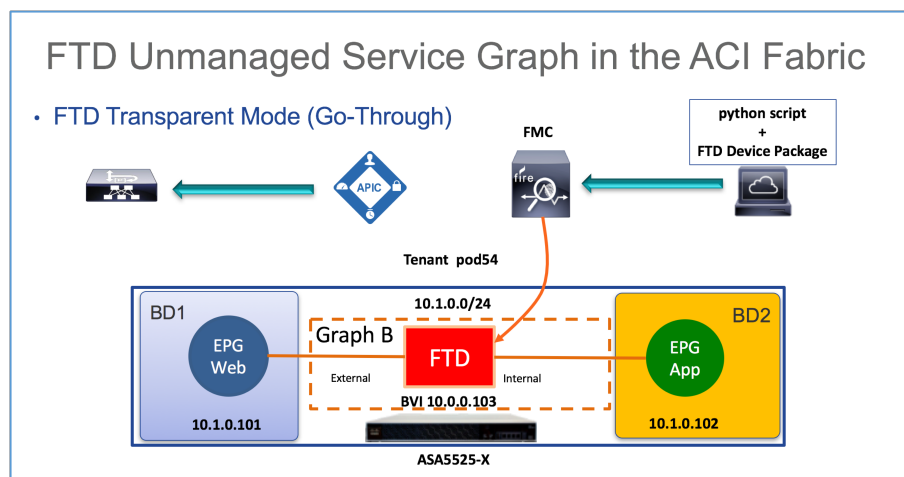 FTD Unmanaged Service Graph in the ACI Fabric
• FTD Transparent Mode (Go-Through)
python script
+
FTD Device Package
FMC
APIC
fire
Tenant pod54
10.1.0.0/24
BD1
BD2
Graph B
EPG
Web
FTD
EPG
App
External
Internal
BVI 10.0.0.103
10.1.0.101
10.1.0.102
ASA5525-X